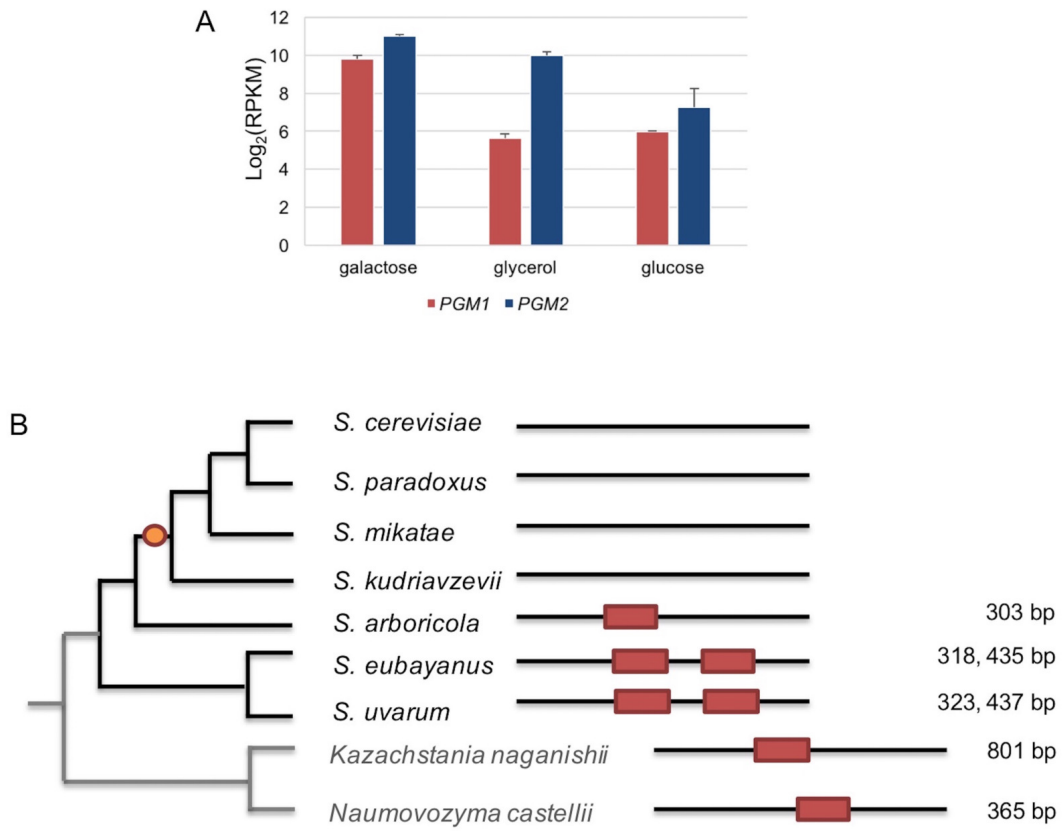 A
12
10
8
6
4
2
0
Log2(RPKM)
galactose
glycerol
glucose
PGM1
PGM2
B
S. cerevisiae
S. paradoxus
S. mikatae
S. kudriavzevii
S. arboricola
303 bp
S. eubayanus
318, 435 bp
S. uvarum
323, 437 bp
Kazachstania naganishii
801 bp
Naumovozyma castellii
365 bp